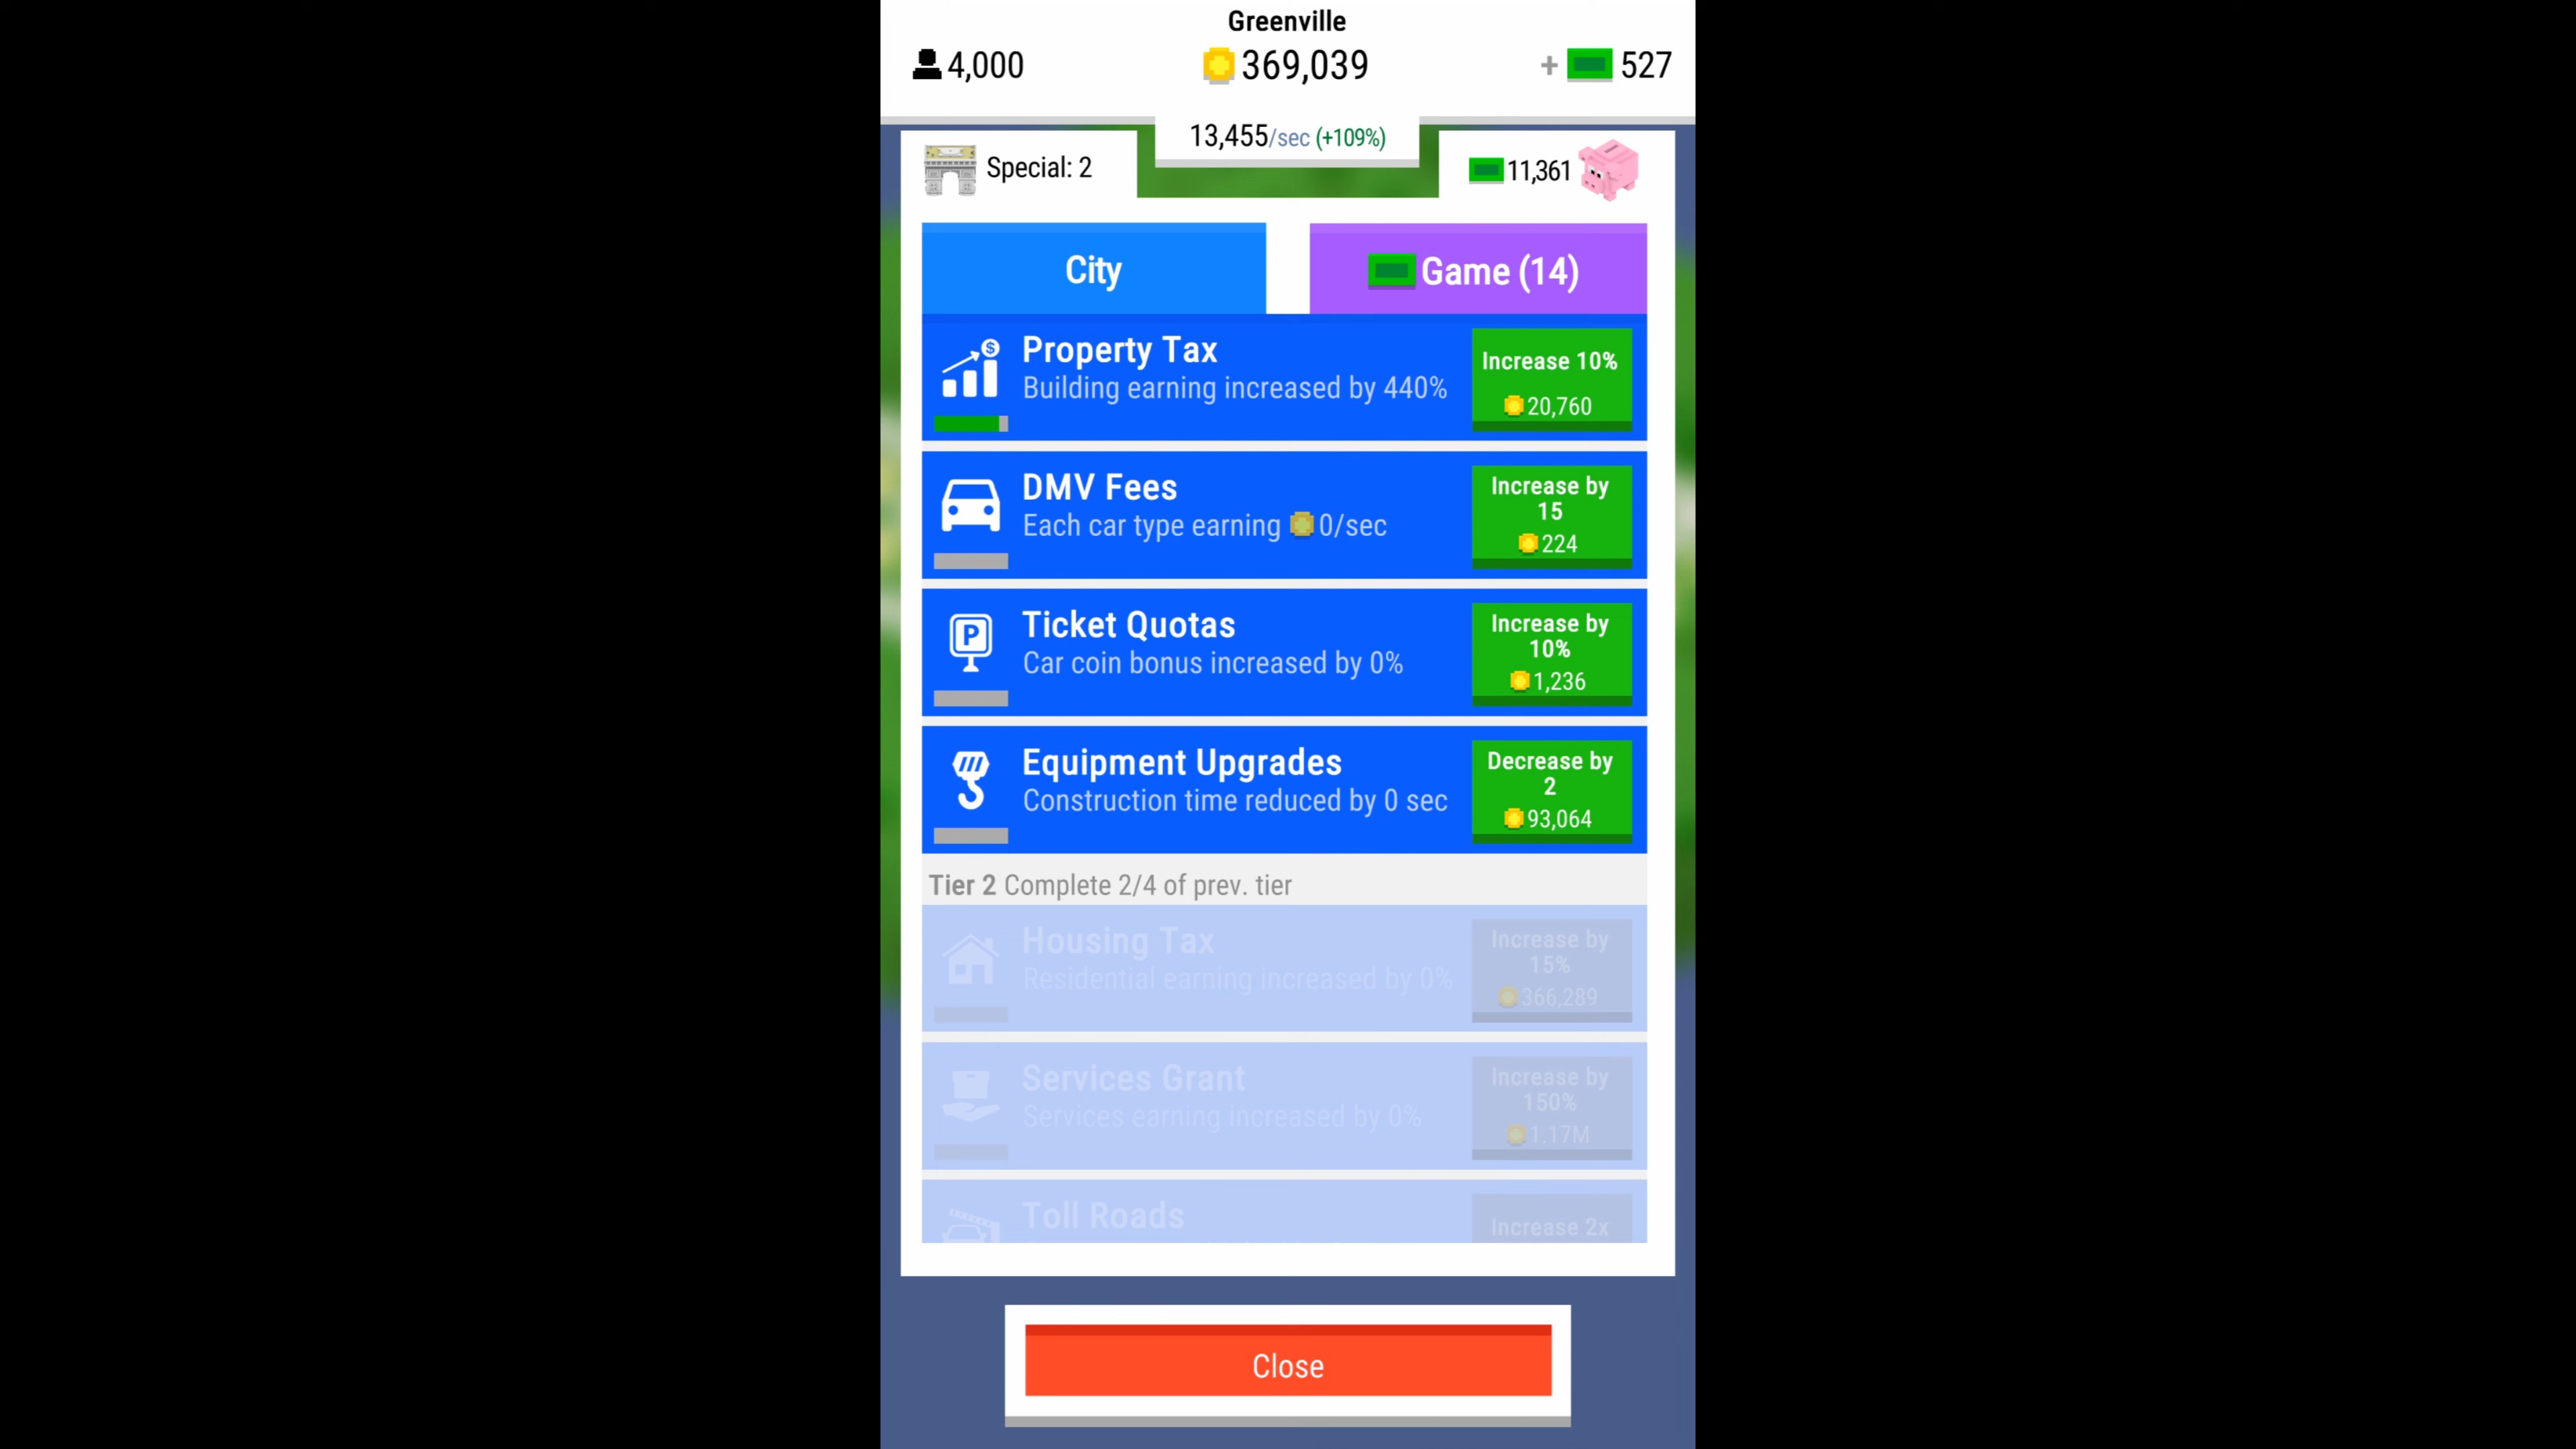 Greenville
4,000
369,039
+ 527
13,455/sec (+109%)
Special: 2
11,361
City
Game (14)
Property Tax
Building earning increased by 440%
Increase 10%
20,760
DMV Fees
Each car type earning 0/sec
Increase by
15
224
Ticket Quotas
Car coin bonus increased by 0%
Increase by
10%
1,236
Equipment Upgrades
Construction time reduced by 0 sec
Decrease by
2
93,064
Tier 2 Complete 2/4 of prev. tier
Housing Tax
Residential earning increased by 0%
Increase by
15%
366,289
Services Grant
Services earning increased by 0%
Increase by
150%
1.17M
Toll Roads
Increase 2x
Close